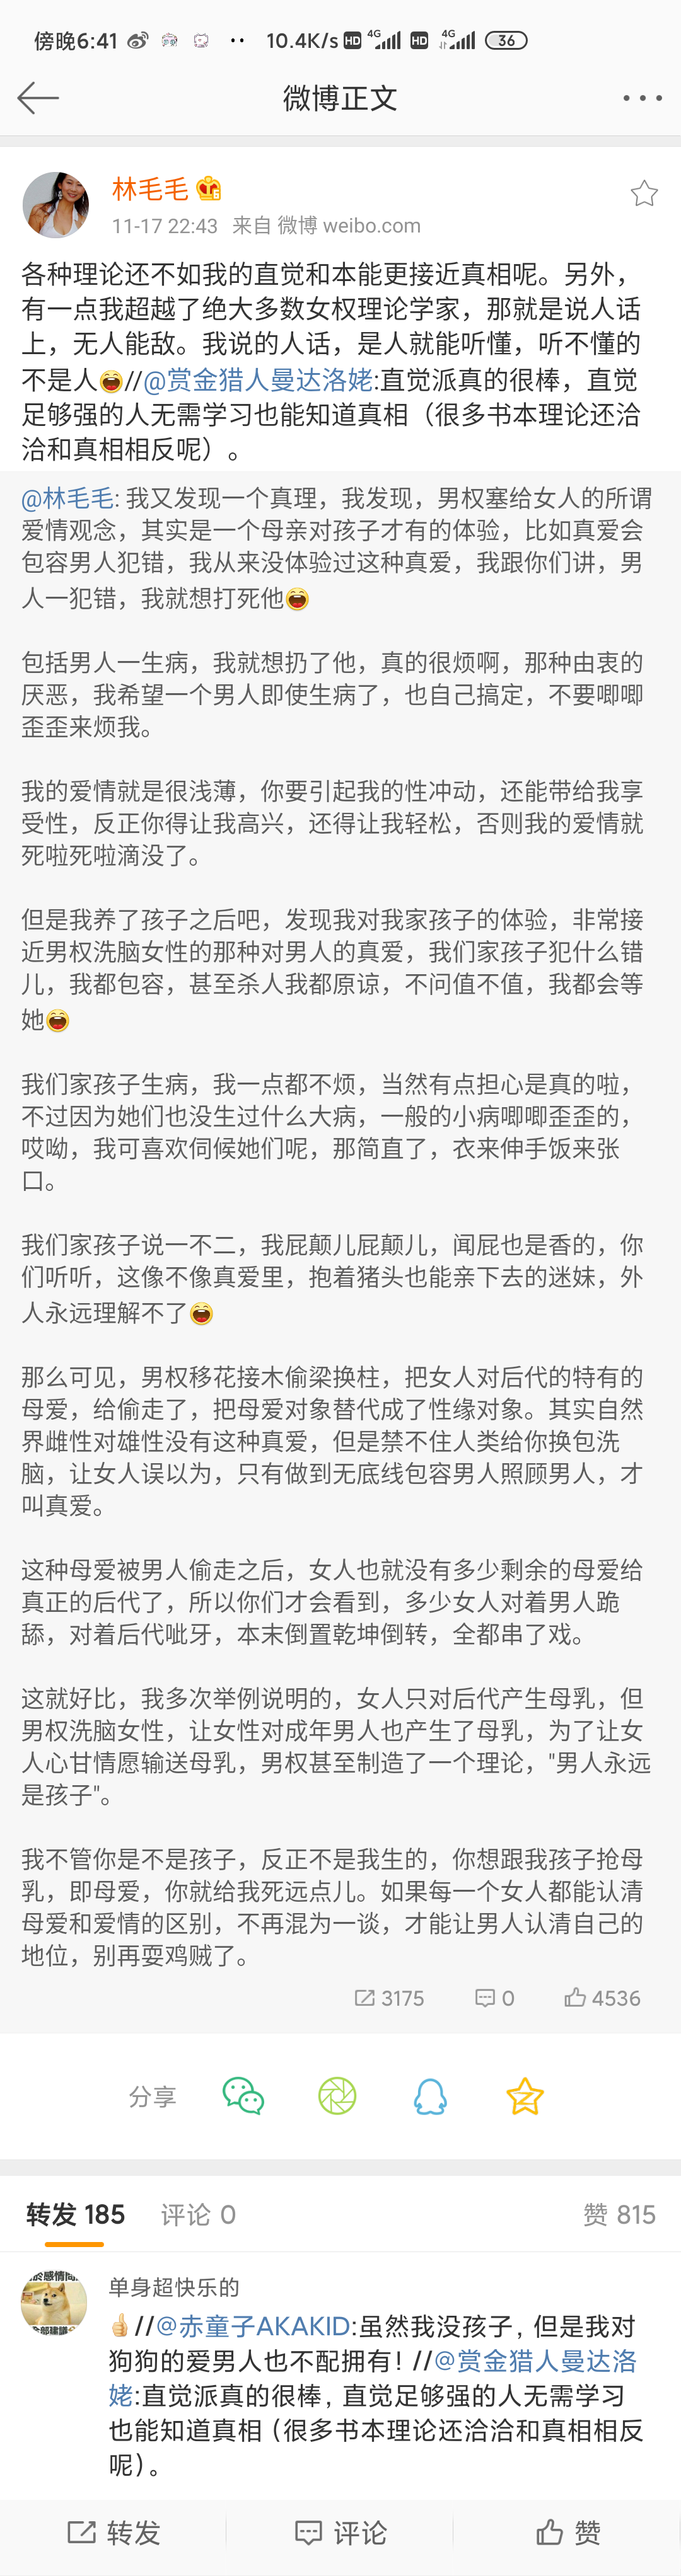 傍晚6:41 10.4K/s HD 4G HD 4G 36
微博正文
林毛毛
11-17 22:43 来自 微博 weibo.com
各种理论还不如我的直觉和本能更接近真相呢。另外，
有一点我超越了绝大多数女权理论学家，那就是说人话
上，无人能敌。我说的人话，是人就能听懂，听不懂的
不是人//@赏金猎人曼达洛姥:直觉派真的很棒，直觉
足够强的人无需学习也能知道真相（很多书本理论还洽
洽和真相相反呢）。
@林毛毛: 我又发现一个真理，我发现，男权塞给女人的所谓
爱情观念，其实是一个母亲对孩子才有的体验，比如真爱会
包容男人犯错，我从来没体验过这种真爱，我跟你们讲，男
人一犯错，我就想打死他
包括男人一生病，我就想扔了他，真的很烦啊，那种由衷的
厌恶，我希望一个男人即使生病了，也自己搞定，不要唧唧
歪歪来烦我。
我的爱情就是很浅薄，你要引起我的性冲动，还能带给我享
受性，反正你得让我高兴，还得让我轻松，否则我的爱情就
死啦死啦滴没了。
但是我养了孩子之后吧，发现我对我家孩子的体验，非常接
近男权洗脑女性的那种对男人的真爱，我们家孩子犯什么错
儿，我都包容，甚至杀人我都原谅，不问值不值，我都会等
她
我们家孩子生病，我一点都不烦，当然有点担心是真的啦，
不过因为她们也没生过什么大病，一般的小病唧唧歪歪的，
哎呦，我可喜欢伺候她们呢，那简直了，衣来伸手饭来张
口。
我们家孩子说一不二，我屁颠儿屁颠儿，闻屁也是香的，你
们听听，这像不像真爱里，抱着猪头也能亲下去的迷妹，外
人永远理解不了
那么可见，男权移花接木偷梁换柱，把女人对后代的特有的
母爱，给偷走了，把母爱对象替代成了性缘对象。其实自然
界雌性对雄性没有这种真爱，但是禁不住人类给你换包洗
脑，让女人误以为，只有做到无底线包容男人照顾男人，才
叫真爱。
这种母爱被男人偷走之后，女人也就没有多少剩余的母爱给
真正的后代了，所以你们才会看到，多少女人对着男人跪
舔，对着后代呲牙，本末倒置乾坤倒转，全都串了戏。
这就好比，我多次举例说明的，女人只对后代产生母乳，但
男权洗脑女性，让女性对成年男人也产生了母乳，为了让女
人心甘情愿输送母乳，男权甚至制造了一个理论，"男人永远
是孩子"。
我不管你是不是孩子，反正不是我生的，你想跟我孩子抢母
乳，即母爱，你就给我死远点儿。如果每一个女人都能认清
母爱和爱情的区别，不再混为一谈，才能让男人认清自己的
地位，别再耍鸡贼了。
3175 0 4536
分享
转发 185 评论 0 赞 815
於感情问
全部建議
单身超快乐的
//@赤童子AKAKID:虽然我没孩子, 但是我对
狗狗的爱男人也不配拥有! //@赏金猎人曼达洛
姥:直觉派真的很棒, 直觉足够强的人无需学习
也能知道真相 (很多书本理论还洽洽和真相相反
呢)。
转发 评论 赞